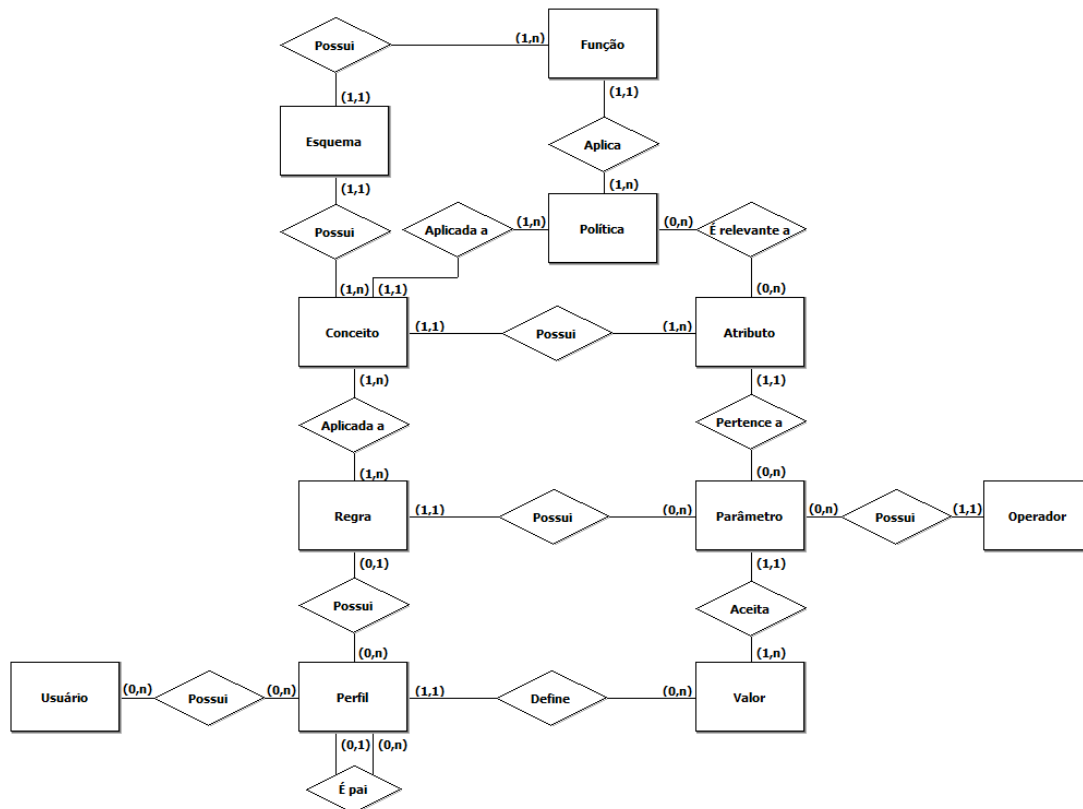 Função
(1,n)
Possui
(1,1)
(1,1)
Esquema
Aplica
(1,1)
(1,n)
Possui
Aplicada a
(1,n)
Política
(0,n)
É relevante a
(1,n)
(1,1)
(0,n)
Conceito
(1,1)
Possui
(1,n)
Atributo
(1,n)
(1,1)
Aplicada a
Pertence a
(1,n)
(0,n)
Regra
(1,1)
Possui
(0,n)
Parâmetro
(0,n)
Possui
(1,1)
Operador
(0,1)
(1,1)
Possui
Aceita
(0,n)
(1,n)
Usuário
(0,n)
Possui
(0,n)
Perfil
(1,1)
Define
(0,n)
Valor
(0,1)
(0,n)
É pai